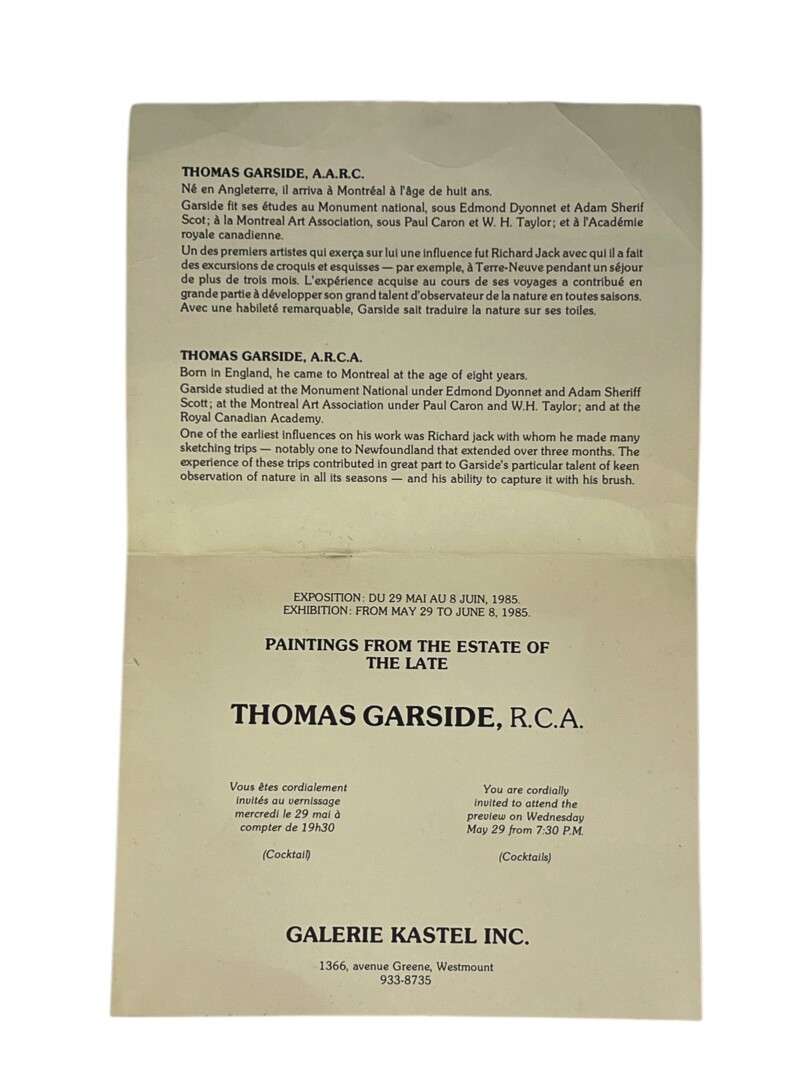 THOMAS GARSIDE, A.A.R.C.
Né en Angleterre, il arriva à Montréal à l'âge de huit ans.
Garside fit ses études au Monument national, sous Edmond Dyonnet et Adam Sherif
Scot; à la Montreal Art Association, sous Paul Caron et W. H. Taylor; et à l'Académie
royale canadienne.
Un des premiers artistes qui exerça sur lui une influence fut Richard Jack avec qui il a fait
des excursions de croquis et esquisses — par exemple, à Terre-Neuve pendant un séjour
de plus de trois mois. L'expérience acquise au cours de ses voyages a contribué en
grande partie à développer son grand talent d'observateur de la nature en toutes saisons.
Avec une habileté remarquable, Garside sait traduire la nature sur ses toiles.
THOMAS GARSIDE, A.R.C.A.
Born in England, he came to Montreal at the age of eight years.
Garside studied at the Monument National under Edmond Dyonnet and Adam Sheriff
Scott; at the Montreal Art Association under Paul Caron and W.H. Taylor; and at the
Royal Canadian Academy.
One of the earliest influences on his work was Richard jack with whom he made many
sketching trips — notably one to Newfoundland that extended over three months. The
experience of these trips contributed in great part to Garside's particular talent of keen
observation of nature in all its seasons — and his ability to capture it with his brush.
EXPOSITION: DU 29 MAI AU 8 JUIN, 1985.
EXHIBITION: FROM MAY 29 TO JUNE 8, 1985.
PAINTINGS FROM THE ESTATE OF
THE LATE
THOMAS GARSIDE, R.C.A.
Vous êtes cordialement
invités au vernissage
mercredi le 29 mai à
compter de 19h30
(Cocktail)
You are cordially
invited to attend the
preview on Wednesday
May 29 from 7:30 P.M.
(Cocktails)
GALERIE KASTEL INC.
1366, avenue Greene, Westmount
933-8735